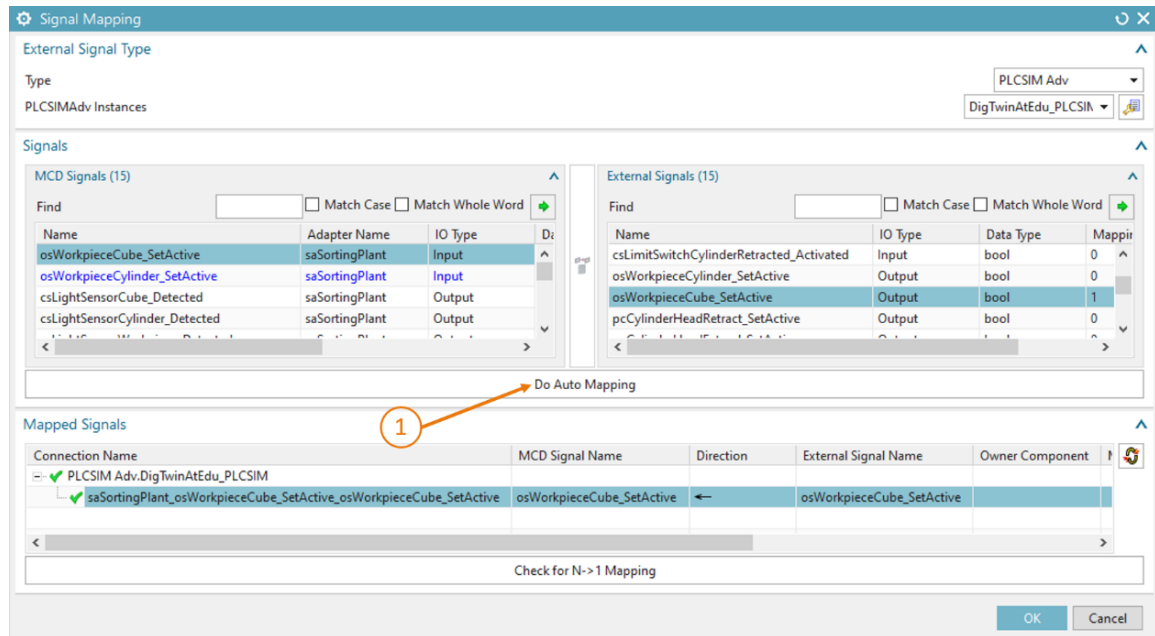 Signal Mapping
External Signal Type
Type PLCSIM Adv
PLCSIMAdv Instances DigTwinAtEdu_PLCSIM
Signals
MCD Signals (15) External Signals (15)
Find Match Case Match Whole Word Find Match Case Match Whole Word
Name Adapter Name IO Type Da Name IO Type Data Type Mappin
osWorkpieceCube_SetActive saSortingPlant Input csLimitSwitchCylinderRetracted_Activated Input bool 0
osWorkpieceCylinder_SetActive saSortingPlant Input osWorkpieceCylinder_SetActive Output bool 0
csLightSensorCube_Detected saSortingPlant Output osWorkpieceCube_SetActive Output bool 1
csLightSensorCylinder_Detected saSortingPlant Output pcCylinderHeadRetract_SetActive Output bool 0
Do Auto Mapping
1
Mapped Signals
Connection Name MCD Signal Name Direction External Signal Name Owner Component
PLCSIM Adv.DigTwinAtEdu_PLCSIM
saSortingPlant_osWorkpieceCube_SetActive_osWorkpieceCube_SetActive osWorkpieceCube_SetActive ← osWorkpieceCube_SetActive
Check for N->1 Mapping
OK Cancel